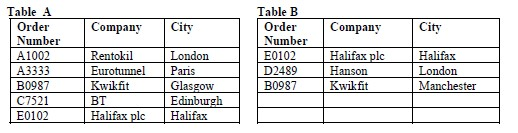 Table A
Order Number Company City
A1002 Rentokil London
A3333 Eurotunnel Paris
B0987 Kwikfit Glasgow
C7521 BT Edinburgh
E0102 Halifax plc Halifax
Table B
Order Number Company City
E0102 Halifax plc Halifax
D2489 Hanson London
B0987 Kwikfit Manchester